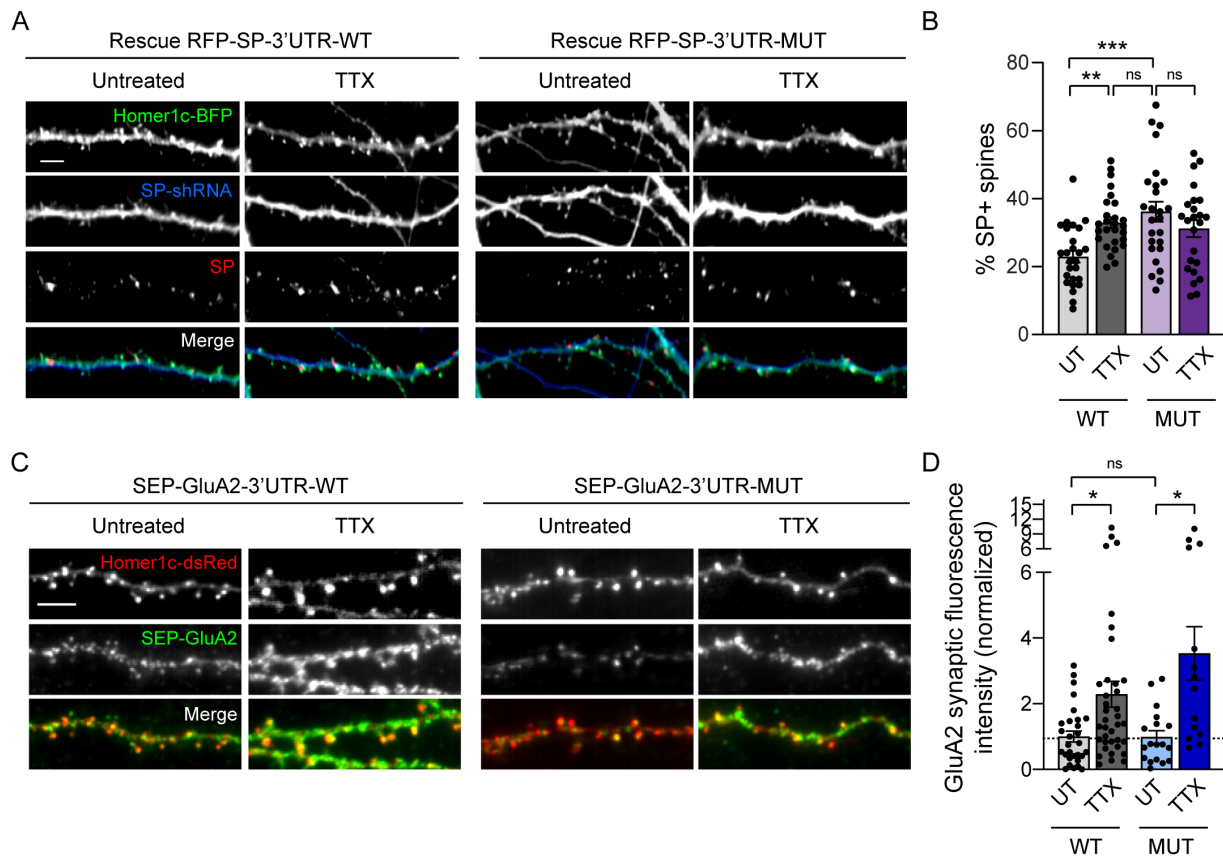 A
Rescue RFP-SP-3'UTR-WT
Rescue RFP-SP-3'UTR-MUT
Untreated
TTX
Untreated
TTX
Homer1c-BFP
SP-shRNA
SP
Merge
B
% SP+ spines
80
60
40
20
0
***
**
ns
ns
UT
TTX
UT
TTX
WT
MUT
C
SEP-GluA2-3'UTR-WT
SEP-GluA2-3'UTR-MUT
Untreated
TTX
Untreated
TTX
Homer1c-dsRed
SEP-GluA2
Merge
D
GluA2 synaptic fluorescence
intensity (normalized)
15
12
9
6
6
4
2
0
ns
*
*
UT
TTX
UT
TTX
WT
MUT